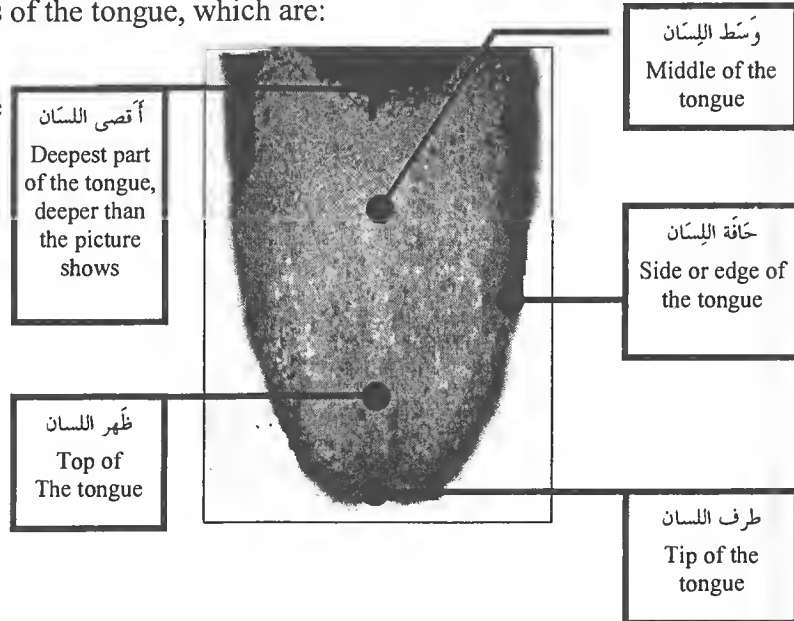 s of the tongue, which are:
e
أَقصى اللسَان
Deepest part
of the tongue,
deeper than
the picture
shows
ظَهر اللسان
Top of
The tongue
وَسَط اللِسَان
Middle of the
tongue
حَافَة اللِسَان
Side or edge of
the tongue
طرف اللسان
Tip of the
tongue